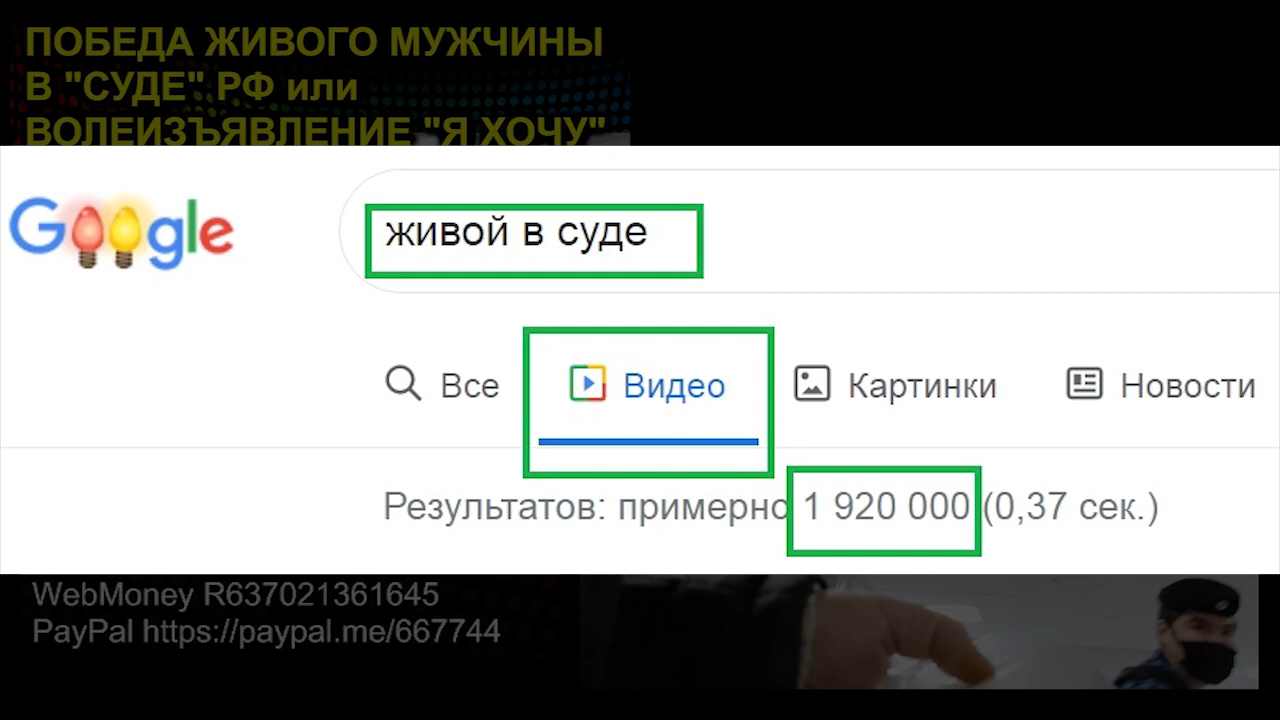 ПОБЕДА ЖИВОГО МУЖЧИНЫ
В "СУДЕ" РФ или
ВОЛЕИЗЪЯВЛЕНИЕ "Я ХОЧУ"
Google
живой в суде
Все Видео Картинки Новости
Результатов: примерно 1 920 000 (0,37 сек.)
WebMoney R637021361645
PayPal https://paypal.me/667744